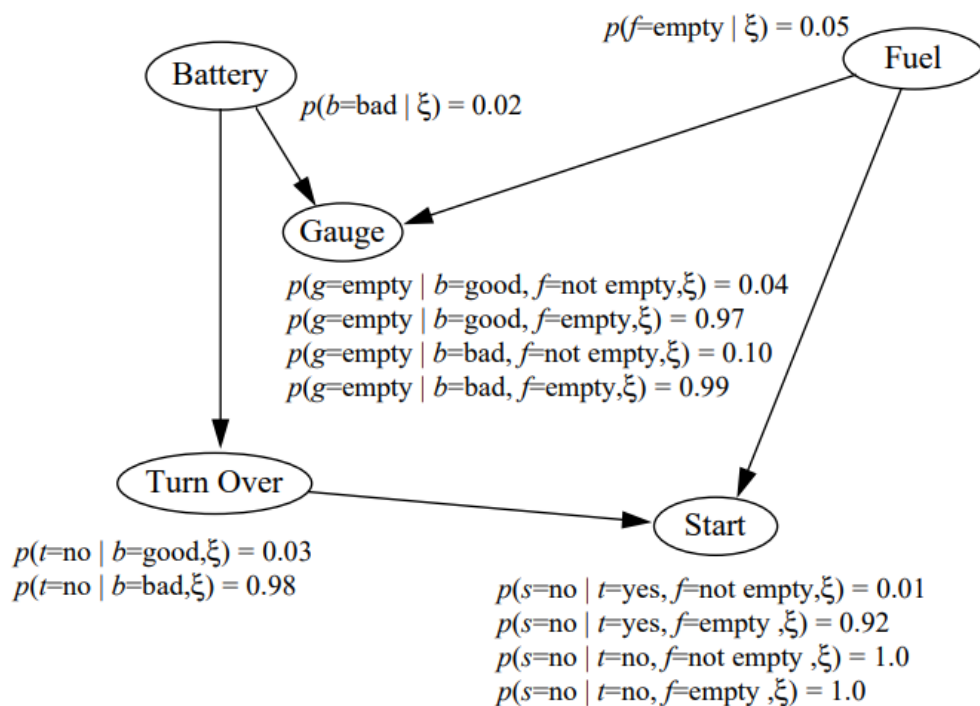 p(f=empty | ξ) = 0.05
Battery
Fuel
p(b=bad | ξ) = 0.02
Gauge
p(g=empty | b=good, f=not empty,ξ) = 0.04
p(g=empty | b=good, f=empty,ξ) = 0.97
p(g=empty | b=bad, f=not empty,ξ) = 0.10
p(g=empty | b=bad, f=empty,ξ) = 0.99
Turn Over
Start
p(t=no | b=good,ξ) = 0.03
p(t=no | b=bad,ξ) = 0.98
p(s=no | t=yes, f=not empty,ξ) = 0.01
p(s=no | t=yes, f=empty ,ξ) = 0.92
p(s=no | t=no, f=not empty ,ξ) = 1.0
p(s=no | t=no, f=empty ,ξ) = 1.0